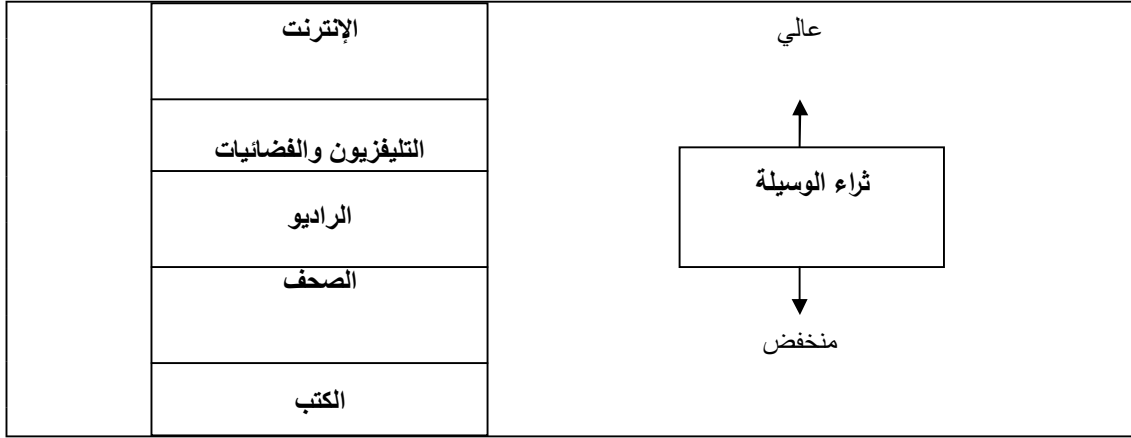 عالي
ثراء الوسيلة
منخفض
الإنترنت
التليفزيون والفضائيات
الراديو
الصحف
الكتب